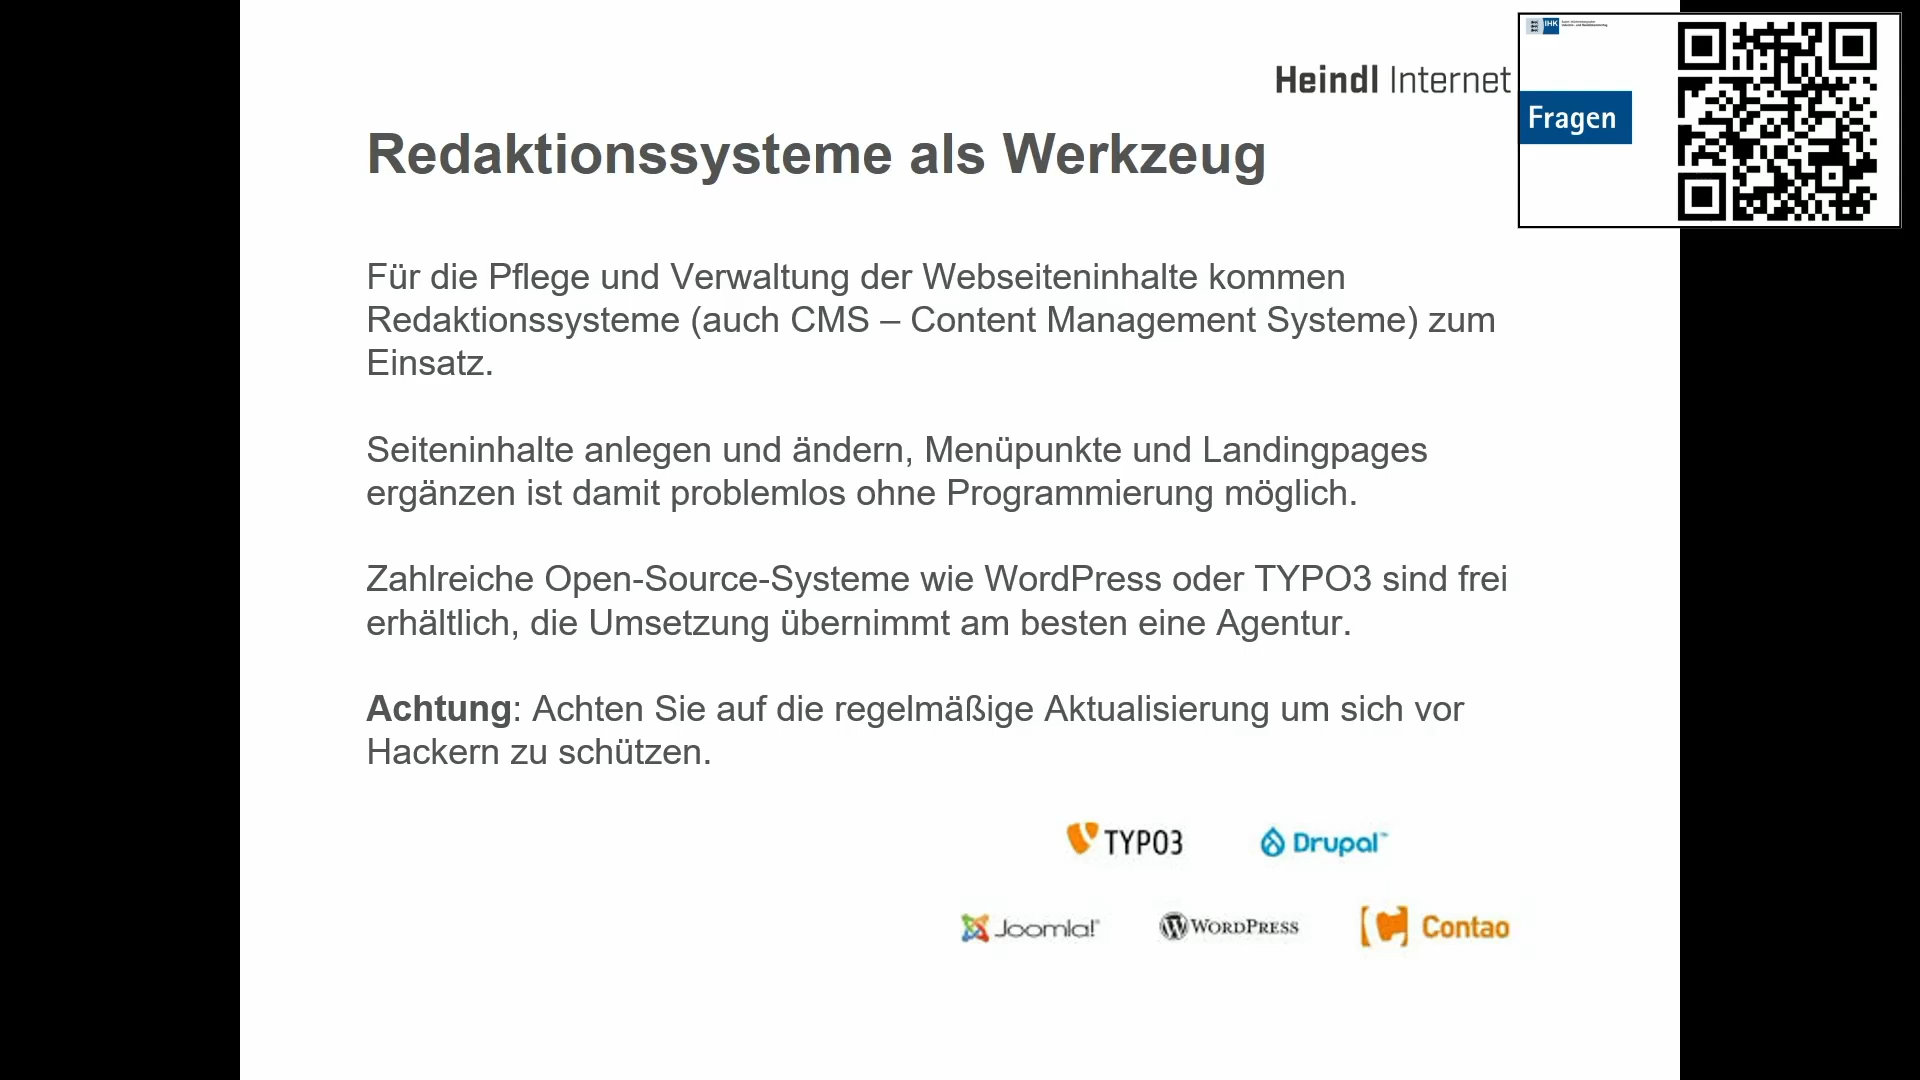 Heindl Internet
IHK
Fragen
Redaktionssysteme als Werkzeug
Für die Pflege und Verwaltung der Webseiteninhalte kommen
Redaktionssysteme (auch CMS – Content Management Systeme) zum
Einsatz.
Seiteninhalte anlegen und ändern, Menüpunkte und Landingpages
ergänzen ist damit problemlos ohne Programmierung möglich.
Zahlreiche Open-Source-Systeme wie WordPress oder TYPO3 sind frei
erhältlich, die Umsetzung übernimmt am besten eine Agentur.
Achtung: Achten Sie auf die regelmäßige Aktualisierung um sich vor
Hackern zu schützen.
TYPO3 Drupal™
Joomla! WORDPRESS Contao